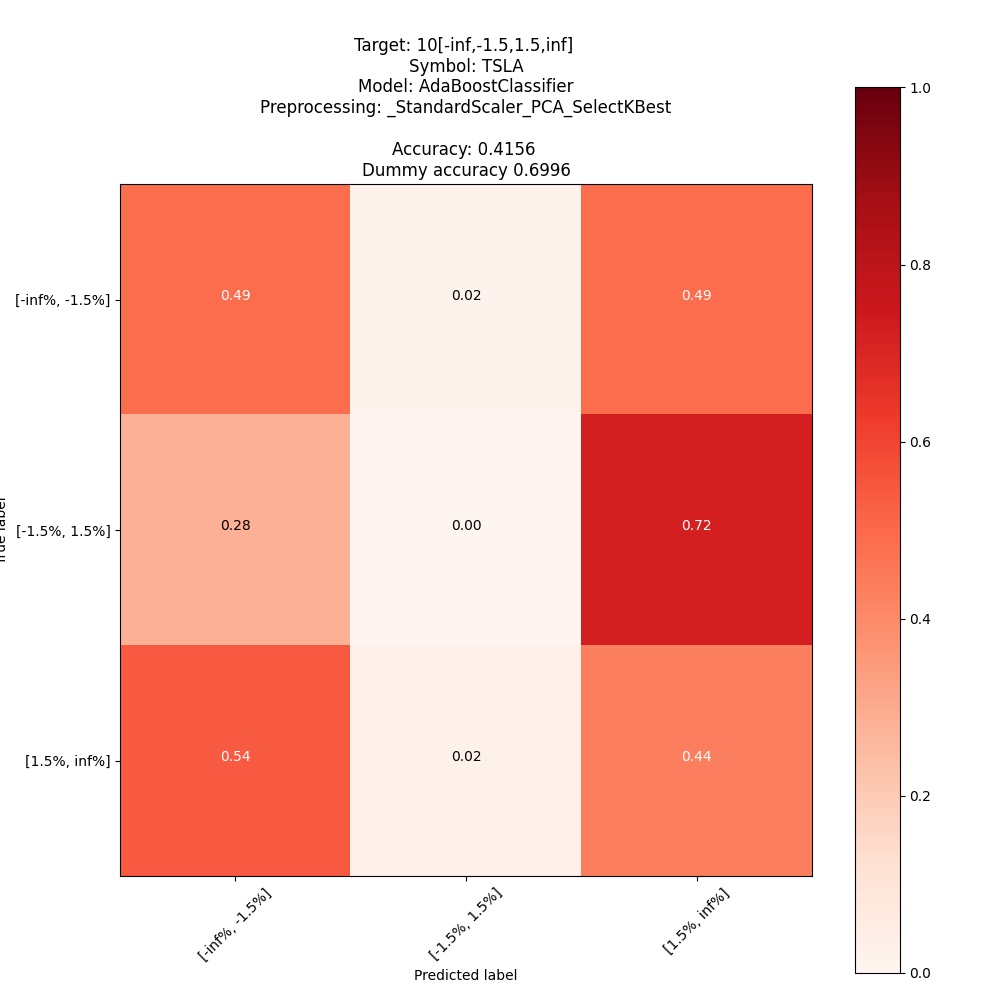 Target: 10[-inf,-1.5,1.5,inf]
Symbol: TSLA
Model: AdaBoostClassifier
Preprocessing: _StandardScaler_PCA_SelectKBest
Accuracy: 0.4156
Dummy accuracy 0.6996
1.0
0.8
0.6
0.4
0.2
0.0
[-inf%, -1.5%]
0.49
0.02
0.49
[-1.5%, 1.5%]
0.28
0.00
0.72
[1.5%, inf%]
0.54
0.02
0.44
[-inf%, -1.5%]
[-1.5%, 1.5%]
[1.5%, inf%]
Predicted label